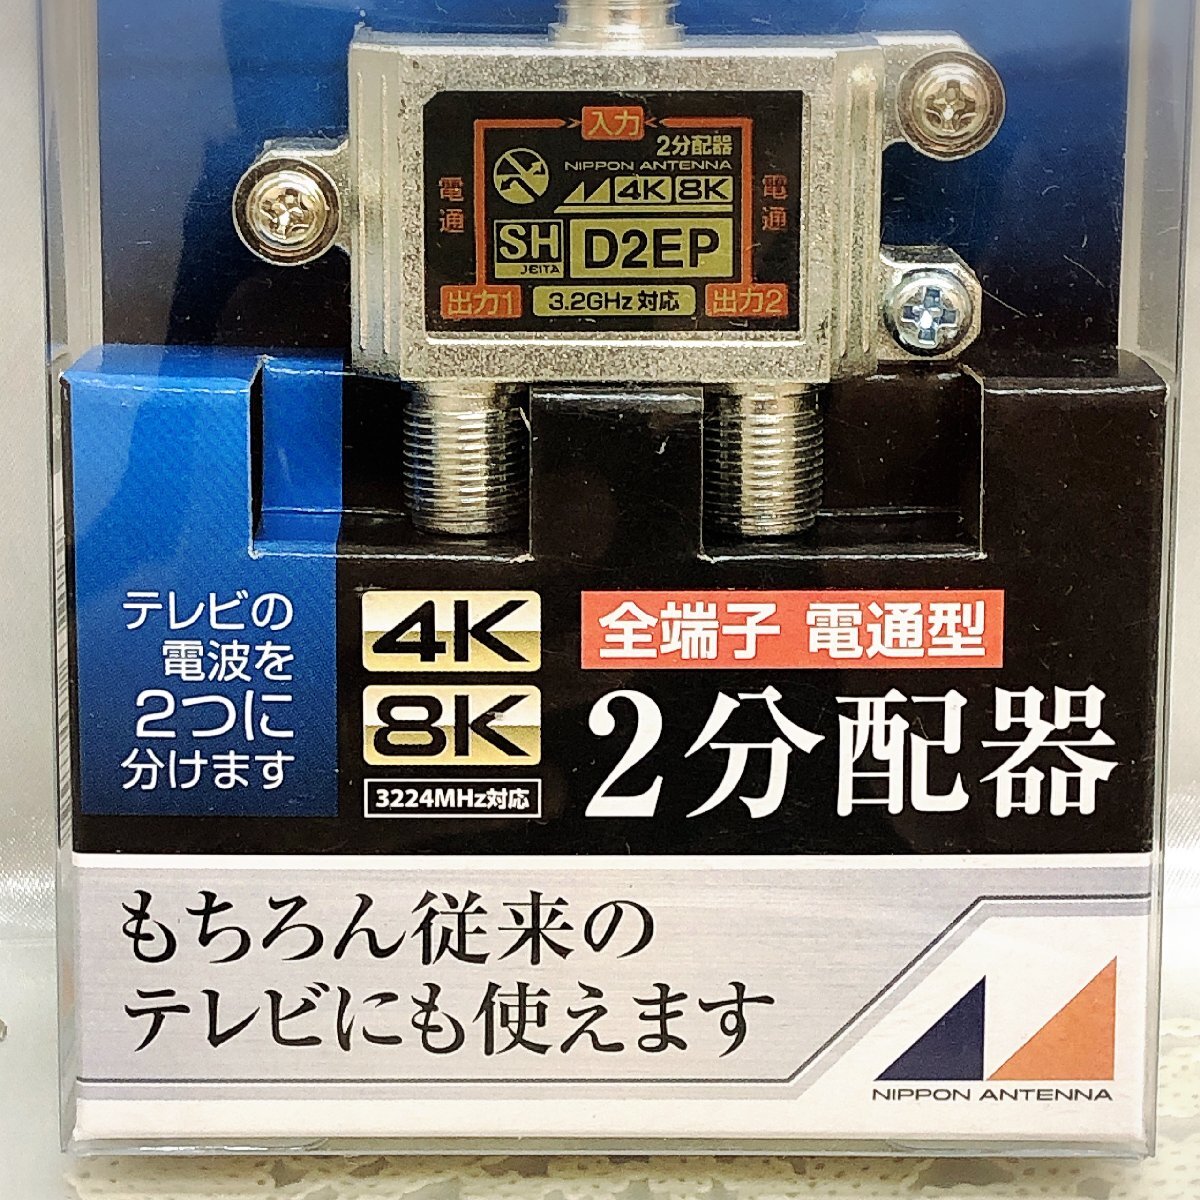 入力
2分配器
NIPPON ANTENNA
4K 8K
電通
電通
SH
JEITA
D2EP
出力1
3.2GHz対応
出力2
テレビの
電波を
2つに
分けます
4K
8K
3224MHz対応
全端子 電通型
2分配器
もちろん従来の
テレビにも使えます
NIPPON ANTENNA